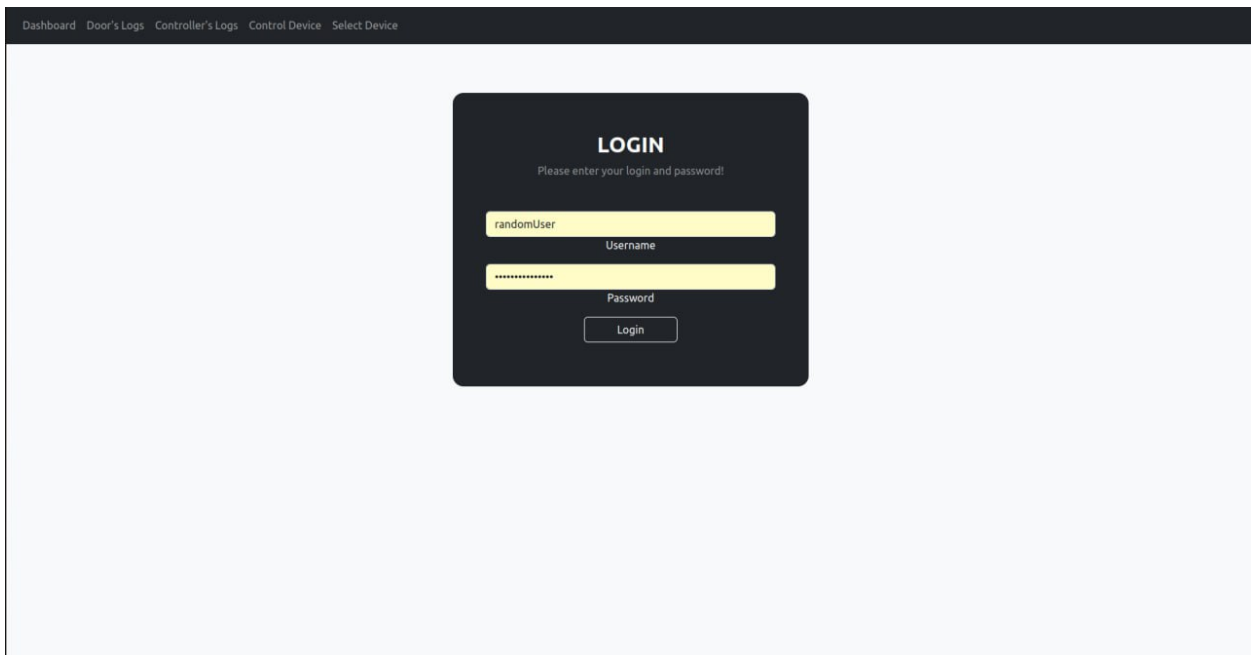 Dashboard Door's Logs Controller's Logs Control Device Select Device
LOGIN
Please enter your login and password!
randomUser
Username
•••••••••••••••
Password
Login